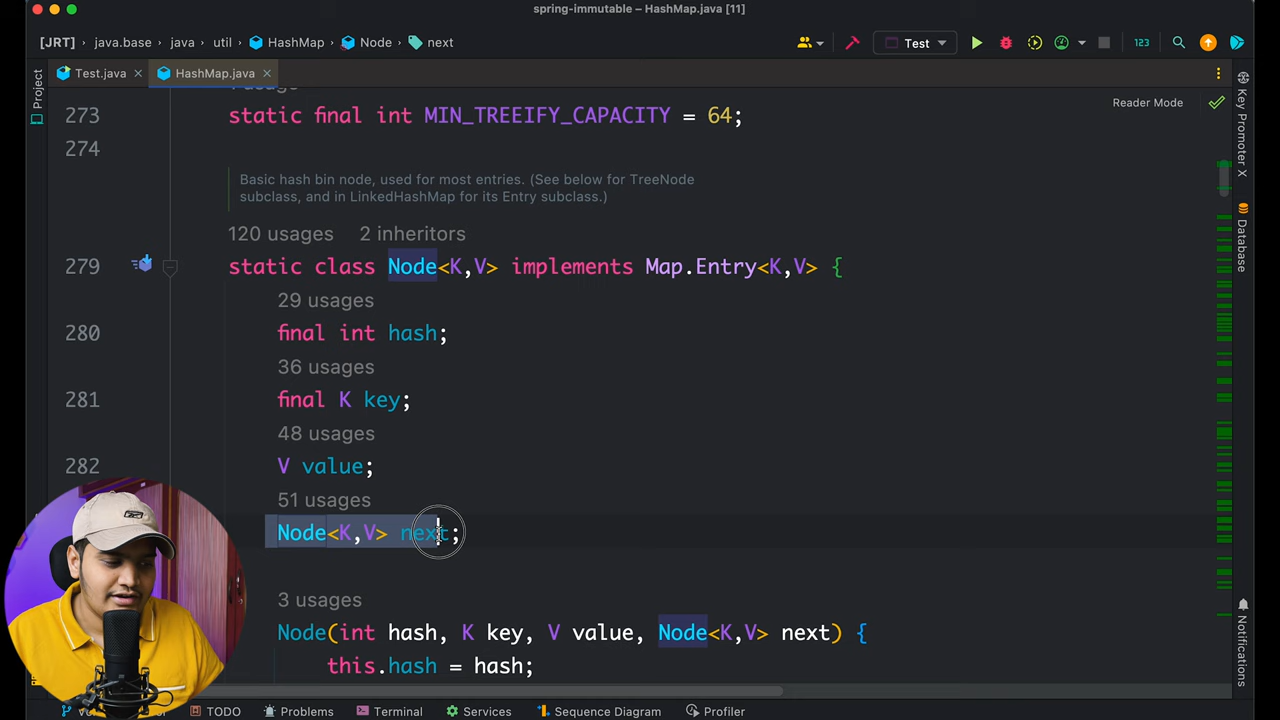 spring-immutable – HashMap.java [11]
[JRT] java.base java util HashMap Node next Test 123
Test.java HashMap.java
Project
Key Promoter X
Database
Notifications
Reader Mode
273 static final int MIN_TREEIFY_CAPACITY = 64;
274
Basic hash bin node, used for most entries. (See below for TreeNode
subclass, and in LinkedHashMap for its Entry subclass.)
120 usages 2 inheritors
279 static class Node<K,V> implements Map.Entry<K,V> {
29 usages
280 final int hash;
36 usages
281 final K key;
48 usages
282 V value;
51 usages
Node<K,V> next;
3 usages
Node(int hash, K key, V value, Node<K,V> next) {
this.hash = hash;
TODO Problems Terminal Services Sequence Diagram Profiler